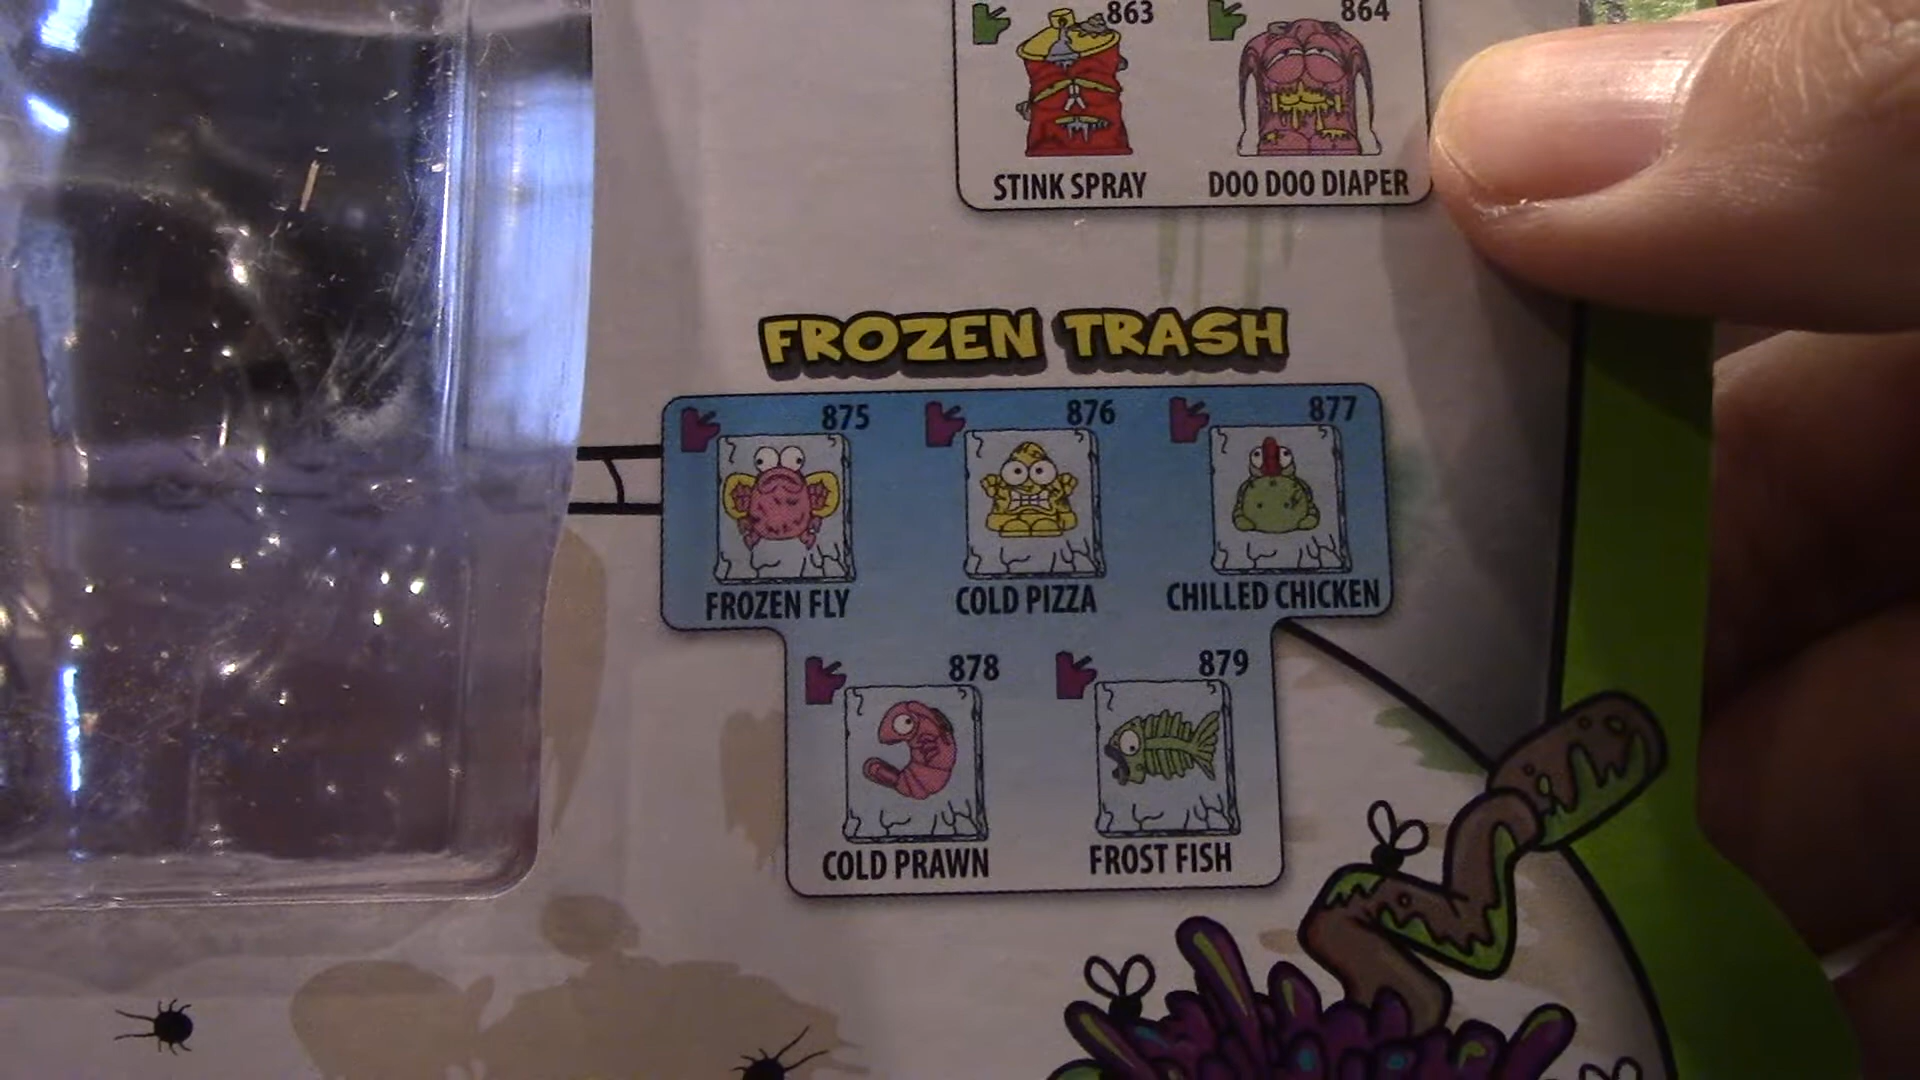 863 864
STINK SPRAY DOO DOO DIAPER
FROZEN TRASH
875 876 877
FROZEN FLY COLD PIZZA CHILLED CHICKEN
878 879
COLD PRAWN FROST FISH